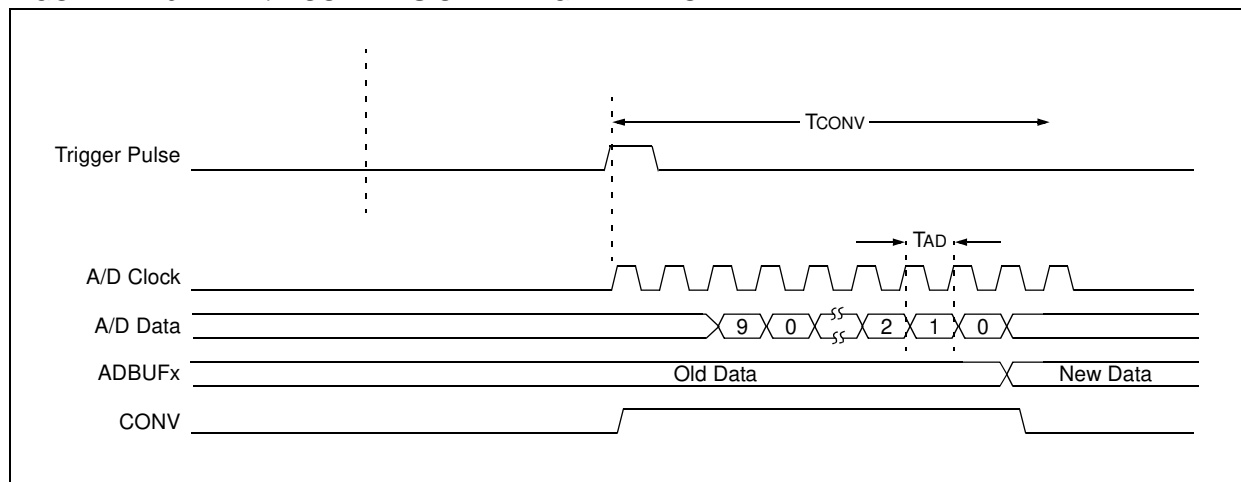 TCONV
Trigger Pulse
TAD
A/D Clock
A/D Data
9 0 2 1 0
ADBUFx
Old Data
New Data
CONV